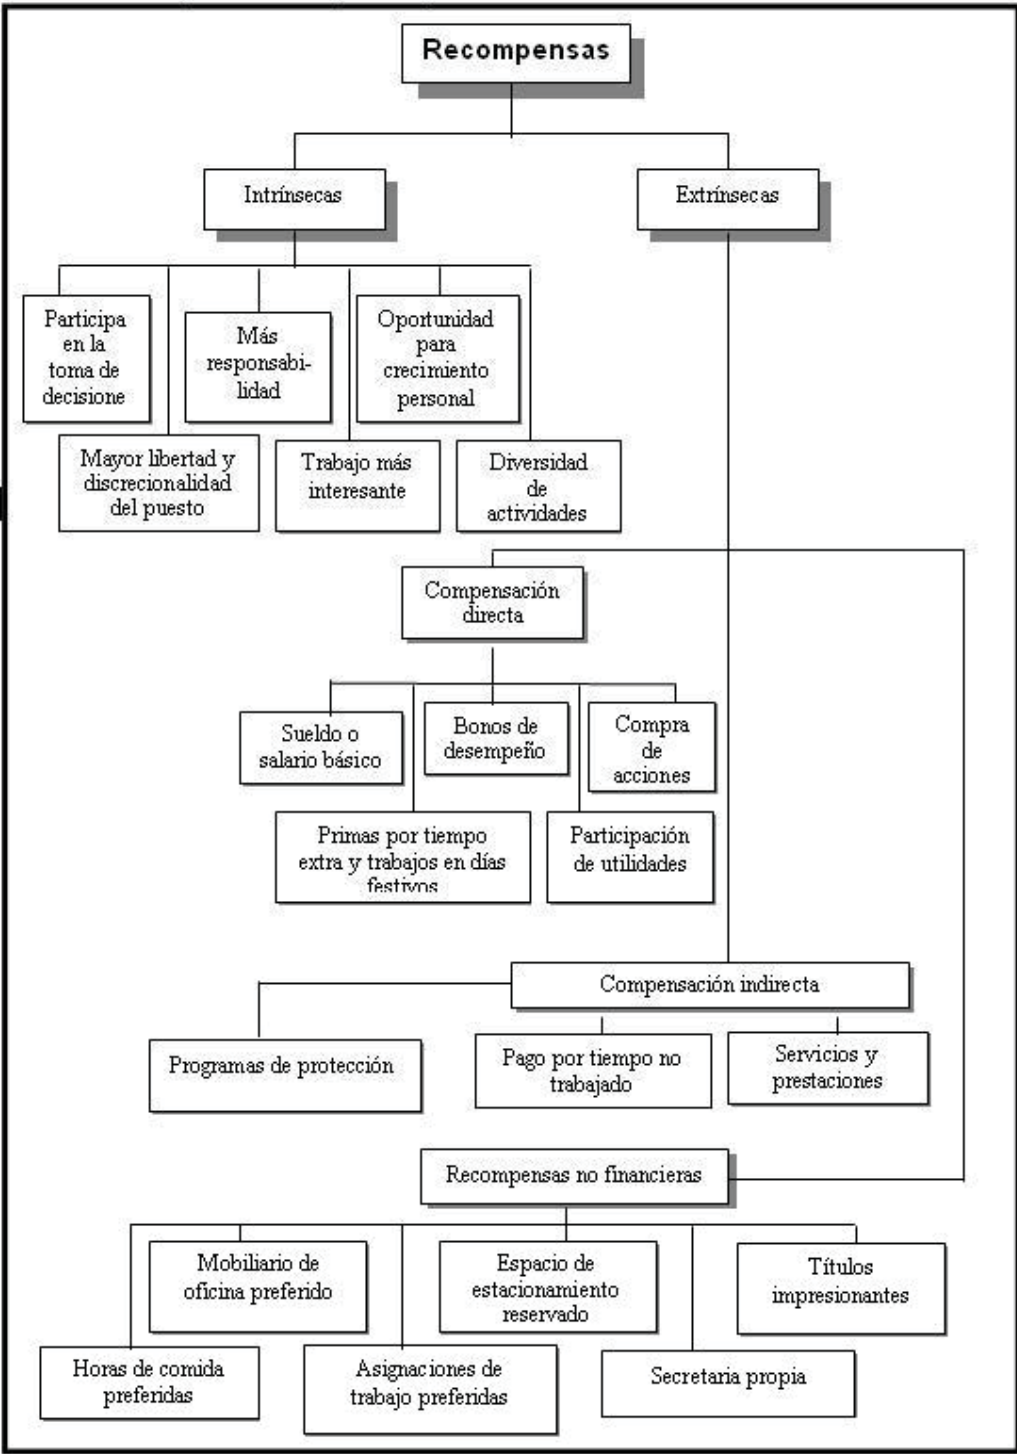 Recompensas
Intrínsecas
Extrínsecas
Participa
en la
toma de
decisione
Más
responsabi-
lidad
Oportunidad
para
crecimiento
personal
Mayor libertad y
discrecionalidad
del puesto
Trabajo más
interesante
Diversidad
de
actividades
Compensación
directa
Sueldo o
salario básico
Bonos de
desempeño
Compra
de
acciones
Primas por tiempo
extra y trabajos en días
festivos
Participación
de utilidades
Compensación indirecta
Programas de protección
Pago por tiempo no
trabajado
Servicios y
prestaciones
Recompensas no financieras
Mobiliario de
oficina preferido
Espacio de
estacionamiento
reservado
Títulos
impresionantes
Horas de comida
preferidas
Asignaciones de
trabajo preferidas
Secretaria propia